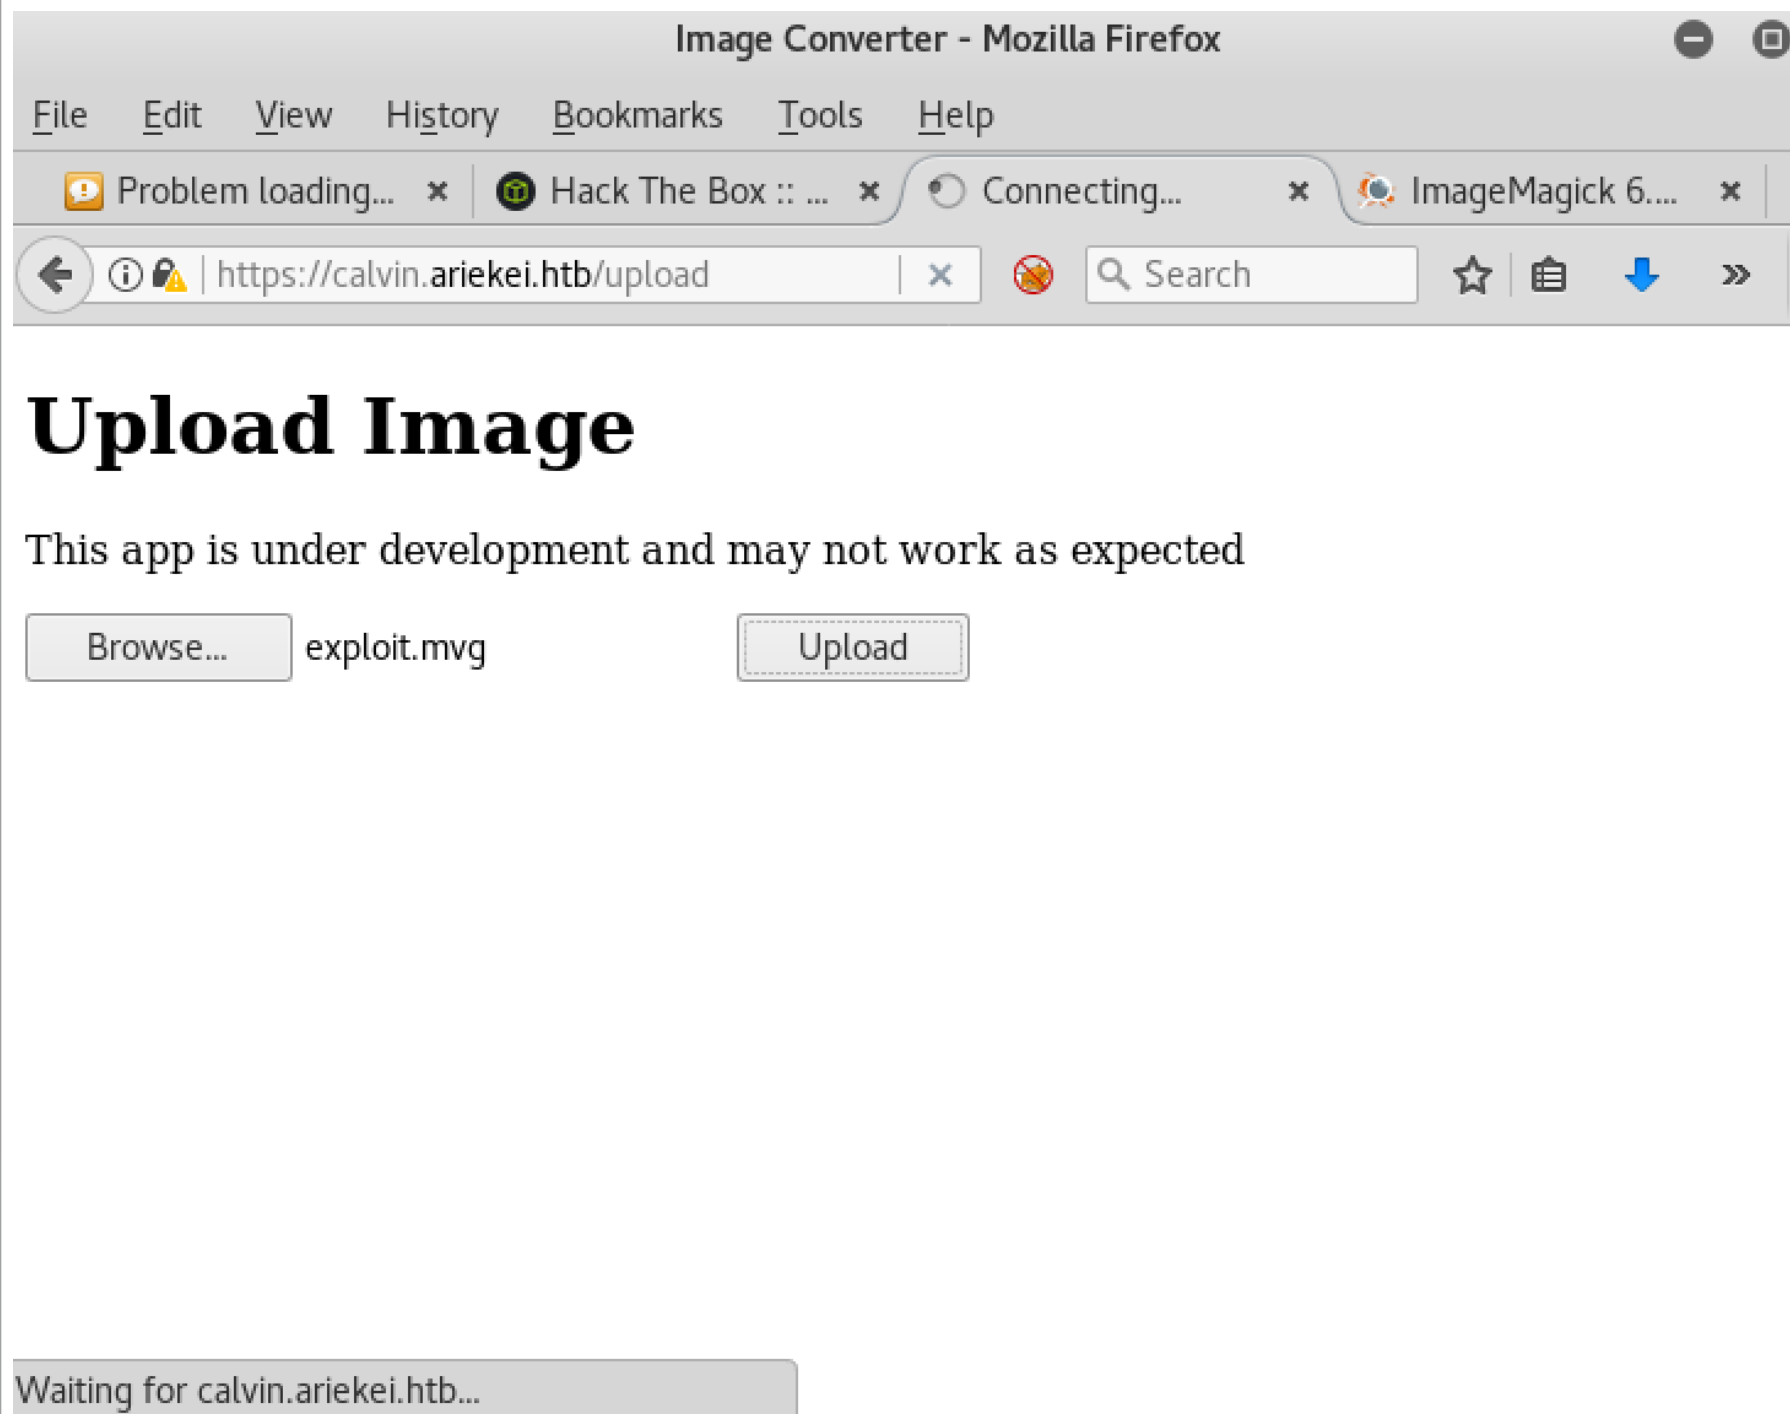 Image Converter - Mozilla Firefox
File Edit View History Bookmarks Tools Help
Problem loading... Hack The Box :: ... Connecting... ImageMagick 6....
https://calvin.ariekei.htb/upload Search
Upload Image
This app is under development and may not work as expected
Browse... exploit.mvg Upload
Waiting for calvin.ariekei.htb...